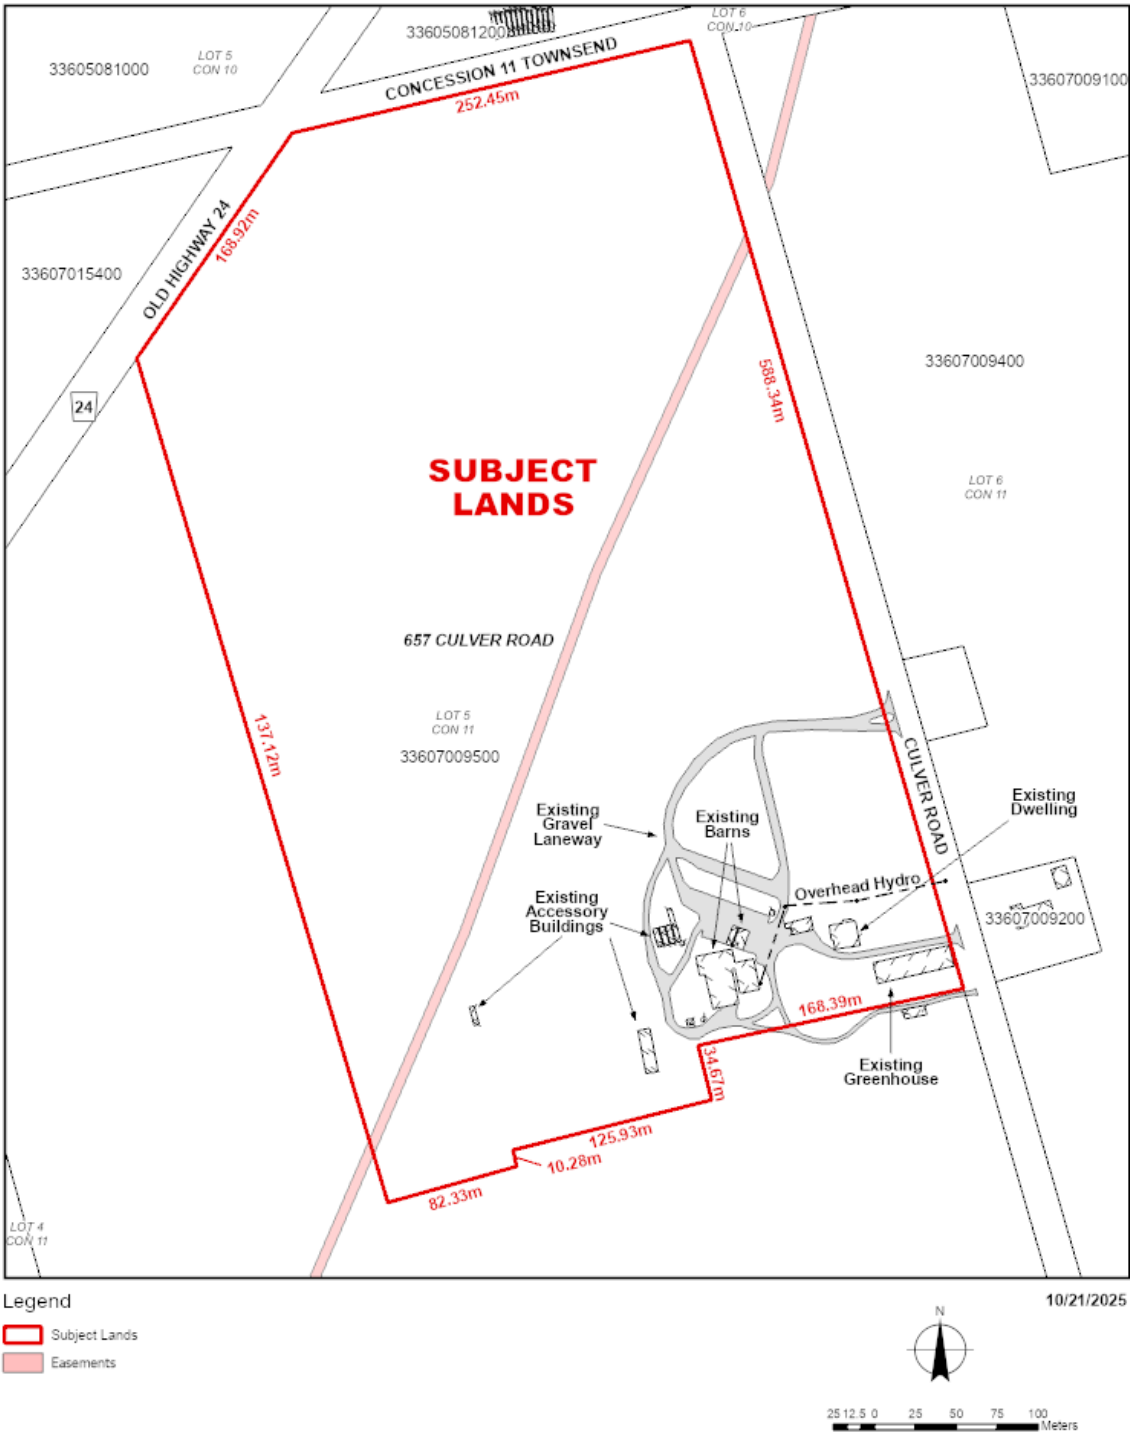 LOT 6
CON 10
336050812000000
LOT 5
CON 10
33605081000
CONCESSION 11 TOWNSEND
252.45m
33607009100
OLD HIGHWAY 24
168.92m
33607015400
33607009400
588.34m
24
SUBJECT
LANDS
LOT 6
CON 11
657 CULVER ROAD
LOT 5
CON 11
33607009500
137.12m
CULVER ROAD
Existing
Dwelling
Existing
Gravel
Laneway
Existing
Barns
Overhead Hydro
Existing
Accessory
Buildings
33607009200
168.39m
34.67m
Existing
Greenhouse
125.93m
10.28m
82.33m
LOT 4
CON 11
Legend
10/21/2025
Subject Lands
Easements
N
25 12.5 0 25 50 75 100
Meters